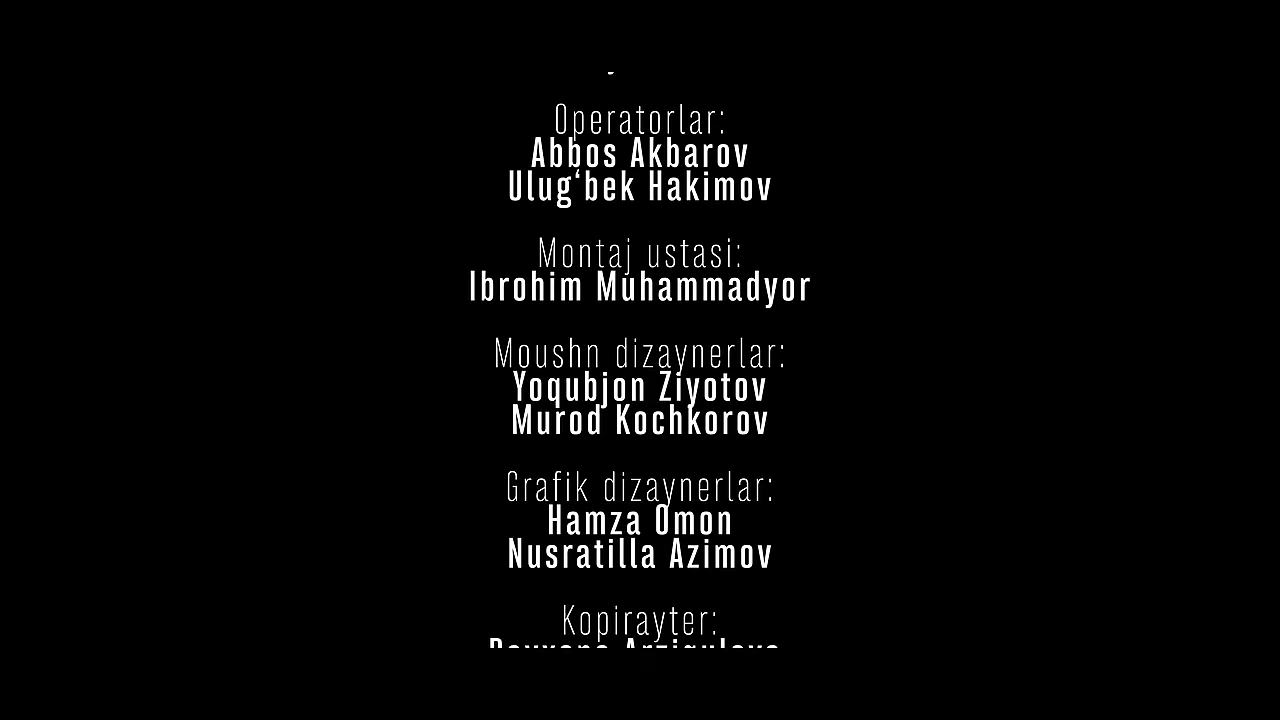 Operatorlar:
Abbos Akbarov
Ulug‘bek Hakimov
Montaj ustasi:
Ibrohim Muhammadyor
Moushn dizaynerlar:
Yoqubjon Ziyotov
Murod Kochkorov
Grafik dizaynerlar:
Hamza Omon
Nusratilla Azimov
Kopirayter: